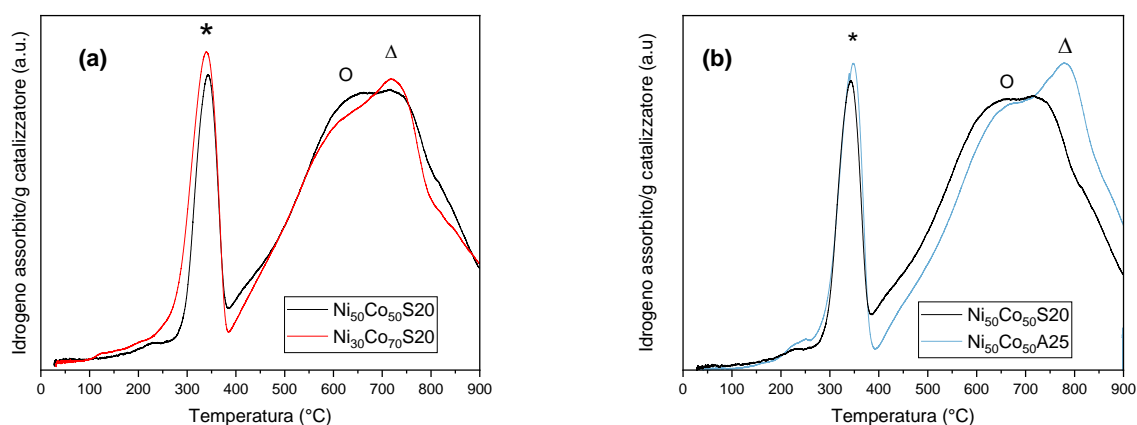 (a)
*
O
Δ
Idrogeno assorbito/g catalizzatore (a.u.)
Ni₅₀Co₅₀S20
Ni₃₀Co₇₀S20
0 100 200 300 400 500 600 700 800 900
Temperatura (°C)
(b)
*
O
Δ
Idrogeno assorbito/g catalizzatore (a.u)
Ni₅₀Co₅₀S20
Ni₅₀Co₅₀A25
0 100 200 300 400 500 600 700 800 900
Temperatura (°C)